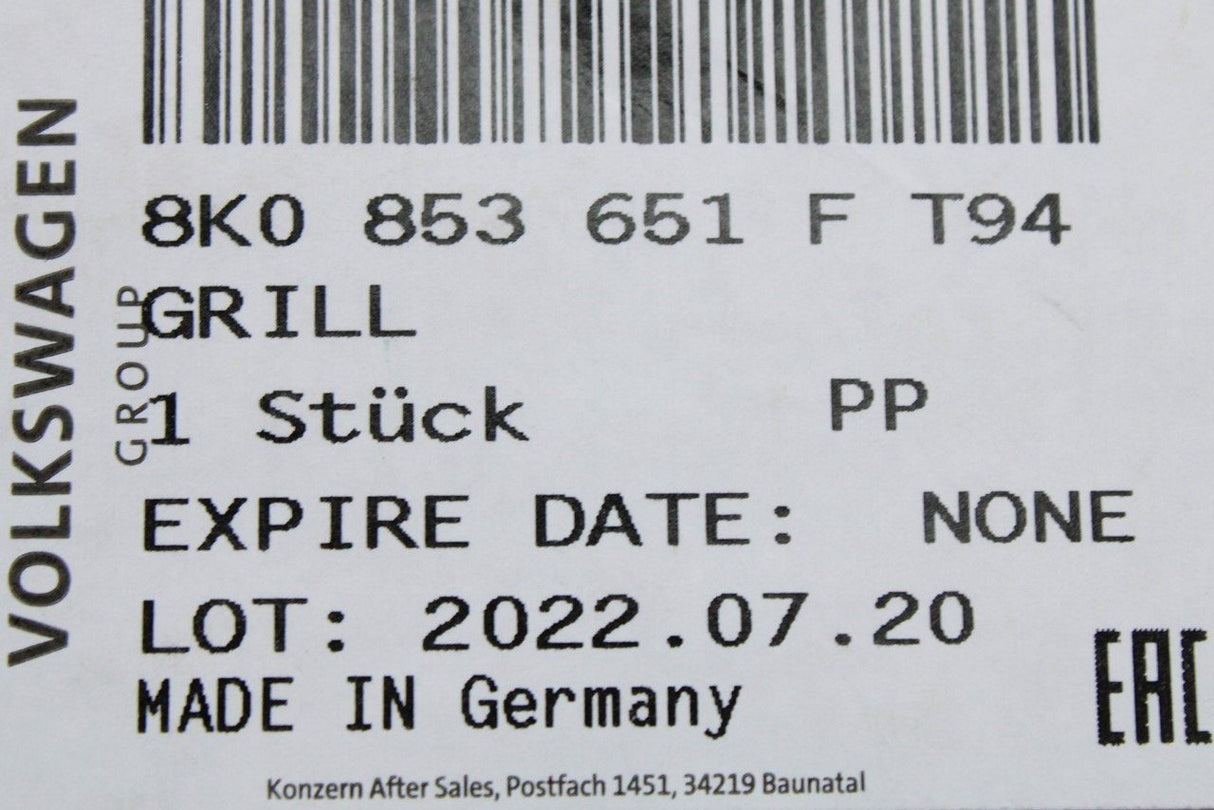 8K0 853 651 F T94
GRILL
1 Stück PP
EXPIRE DATE: NONE
LOT: 2022.07.20
MADE IN Germany
EAC
Konzern After Sales, Postfach 1451, 34219 Baunatal
VOLKSWAGEN
GROUP